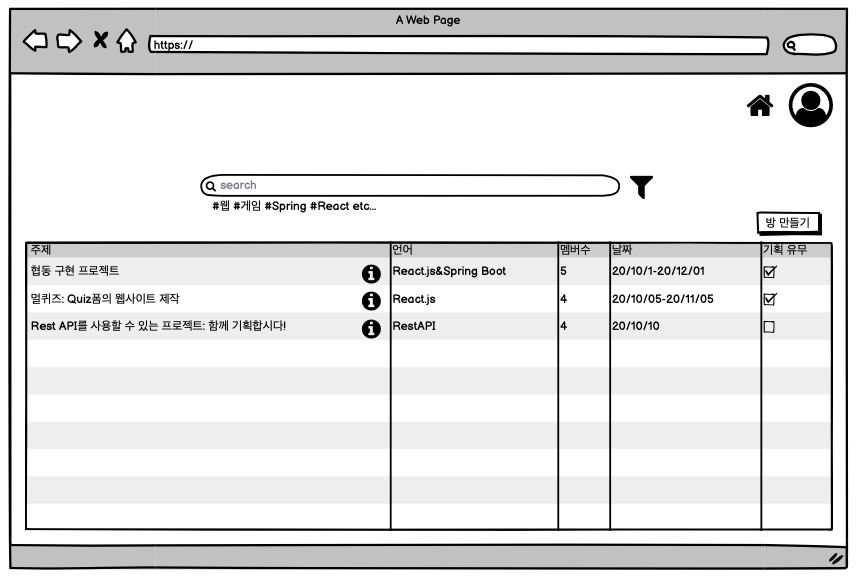 A Web Page
https://
search
#웹 #게임 #Spring #React etc...
방 만들기
주제 언어 멤버수 날짜 기획 유무
협동 구현 프로젝트 React.js&Spring Boot 5 20/10/1-20/12/01
멀퀴즈: Quiz폼의 웹사이트 제작 React.js 4 20/10/05-20/11/05
Rest API를 사용할 수 있는 프로젝트: 함께 기획합시다! RestAPI 4 20/10/10